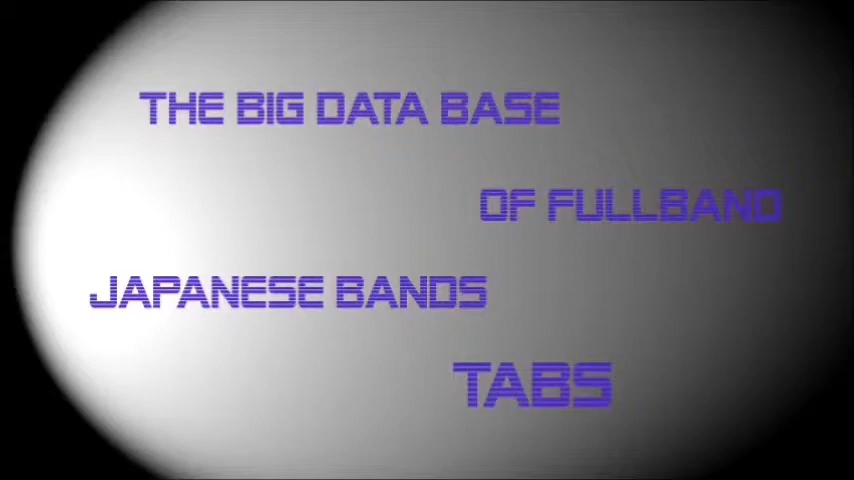 THE BIG DATA BASE
OF FULLBAND
JAPANESE BANDS
TABS